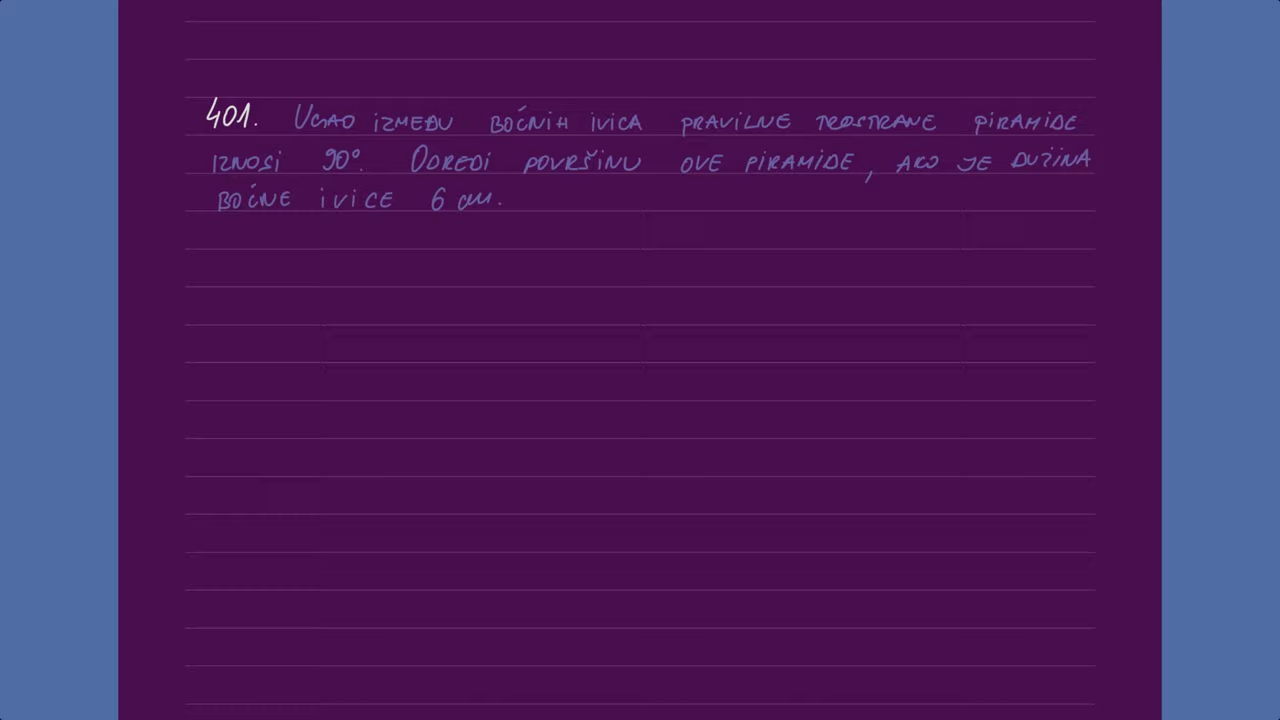 401. UGAO IZMEĐU BOČNIH IVICA PRAVILNE TROSTRANE PIRAMIDE
IZNOSI 90°. ODREDI POVRŠINU OVE PIRAMIDE, AKO JE DUŽINA
BOČNE IVICE 6 cm.